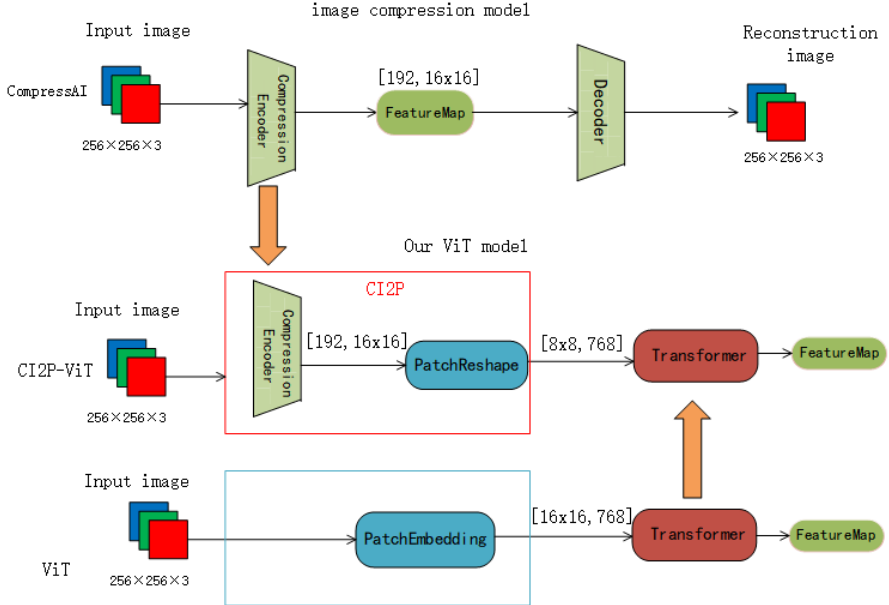 image compression model
Input image
Reconstruction
image
CompressAI
Compression
Encoder
[192, 16x16]
FeatureMap
Decoder
256×256×3
256×256×3
Our ViT model
CI2P
Input image
CI2P-ViT
Compression
Encoder
[192, 16x16]
PatchReshape
[8x8, 768]
Transformer
FeatureMap
256×256×3
Input image
ViT
PatchEmbedding
[16x16, 768]
Transformer
FeatureMap
256×256×3